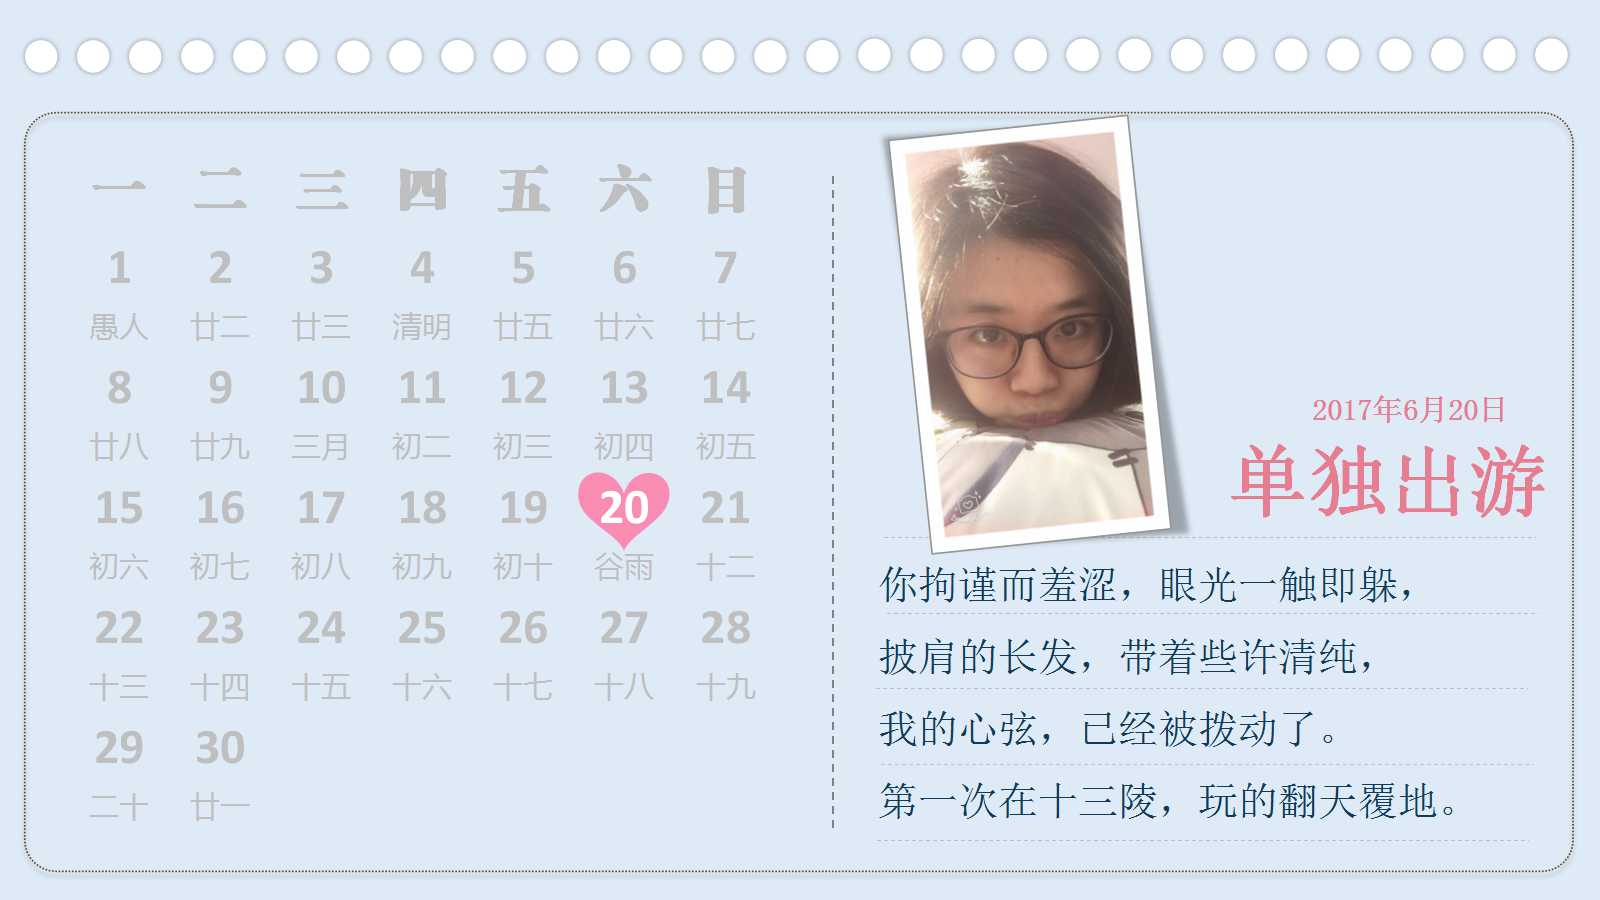 一 二 三 四 五 六 日
1 2 3 4 5 6 7
愚人 廿二 廿三 清明 廿五 廿六 廿七
8 9 10 11 12 13 14
廿八 廿九 三月 初二 初三 初四 初五
15 16 17 18 19 20 21
初六 初七 初八 初九 初十 谷雨 十二
22 23 24 25 26 27 28
十三 十四 十五 十六 十七 十八 十九
29 30
二十 廿一
2017年6月20日
单独出游
你拘谨而羞涩，眼光一触即躲，
披肩的长发，带着些许清纯，
我的心弦，已经被拨动了。
第一次在十三陵，玩的翻天覆地。